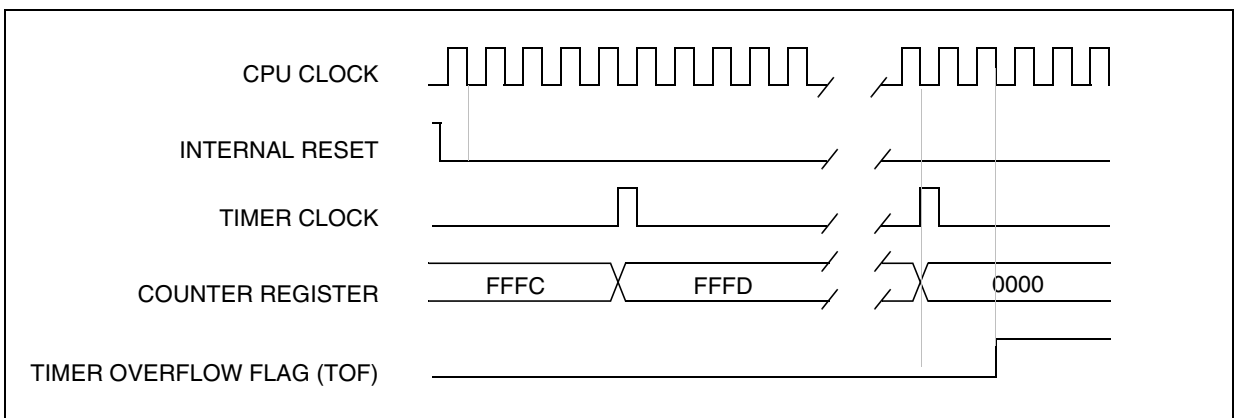 CPU CLOCK
INTERNAL RESET
TIMER CLOCK
COUNTER REGISTER
FFFC
FFFD
0000
TIMER OVERFLOW FLAG (TOF)